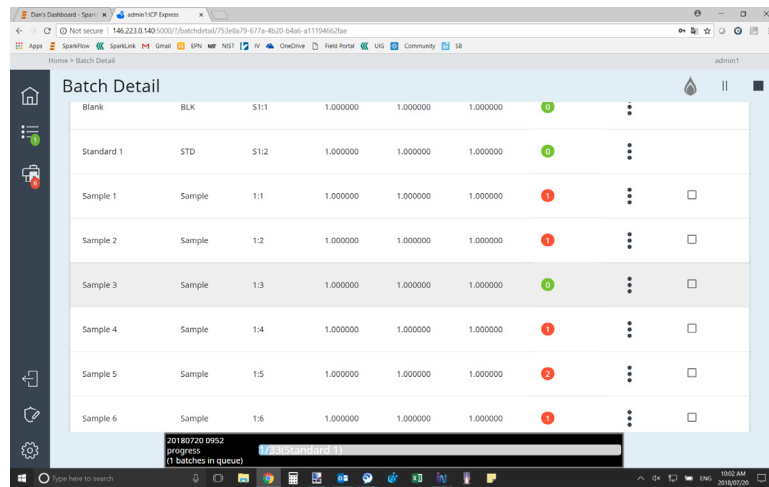 Dan's Dashboard - Spark
admin1:ICP Express
Not secure 146.223.0.140:5000/?/batchdetail/753e8a79-677a-4b20-b4a6-a11194662fae
Apps SparkFlow SparkLink Gmail EPN NIST IV OneDrive Field Portal UIG Community SB
Home > Batch Detail admin1
Batch Detail
Blank BLK S1:1 1.000000 1.000000 1.000000 0
1
Standard 1 STD S1:2 1.000000 1.000000 1.000000 0
6
Sample 1 Sample 1:1 1.000000 1.000000 1.000000 1
Sample 2 Sample 1:2 1.000000 1.000000 1.000000 1
Sample 3 Sample 1:3 1.000000 1.000000 1.000000 0
Sample 4 Sample 1:4 1.000000 1.000000 1.000000 1
Sample 5 Sample 1:5 1.000000 1.000000 1.000000 2
Sample 6 Sample 1:6 1.000000 1.000000 1.000000 1
20180720 0952
progress 1/33(Standard 1)
(1 batches in queue)
Type here to search ENG 10:02 AM
2018/07/20